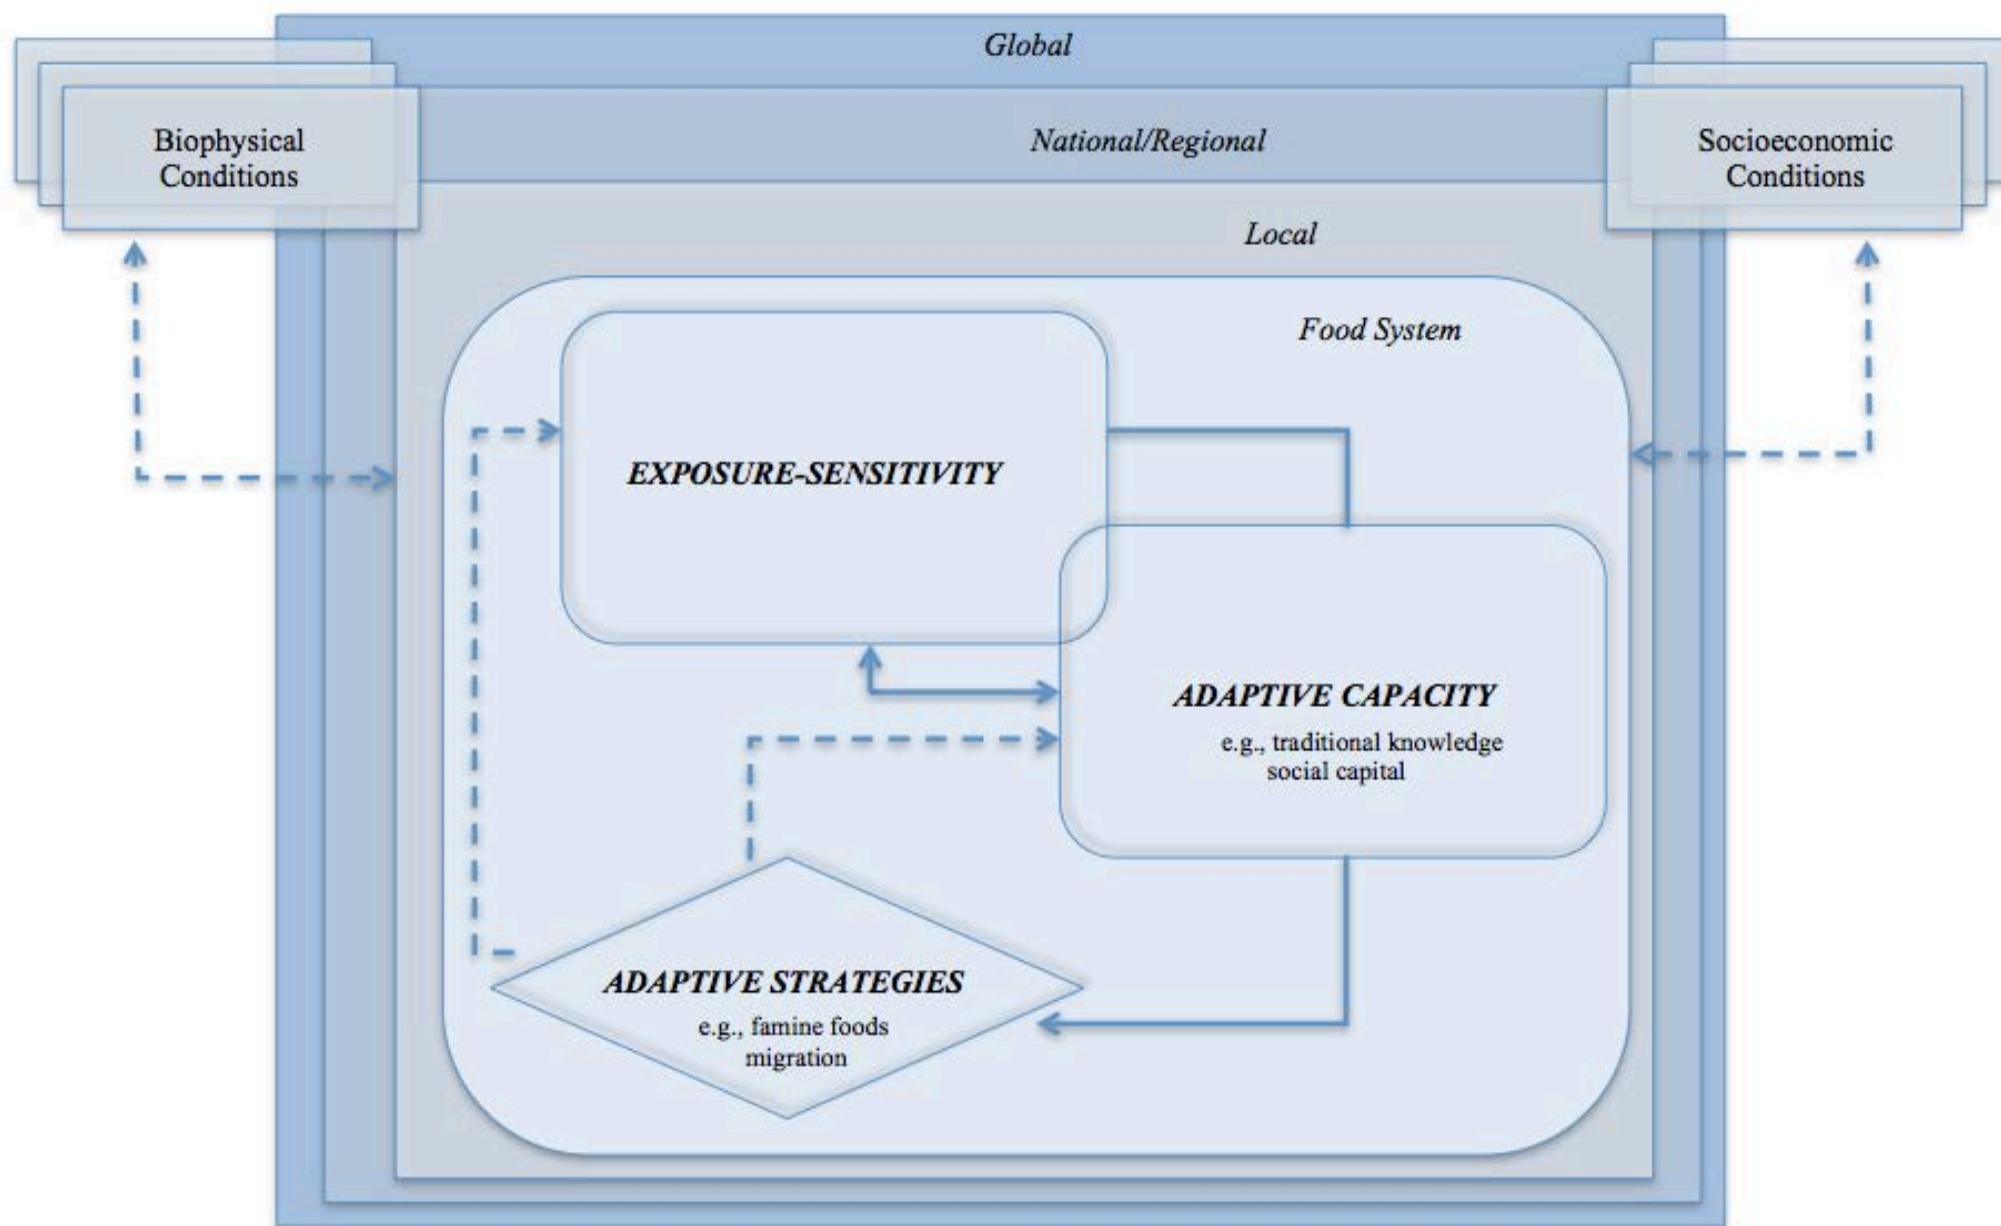 Global
Biophysical
Conditions
National/Regional
Socioeconomic
Conditions
Local
Food System
EXPOSURE-SENSITIVITY
ADAPTIVE CAPACITY
e.g., traditional knowledge
social capital
ADAPTIVE STRATEGIES
e.g., famine foods
migration